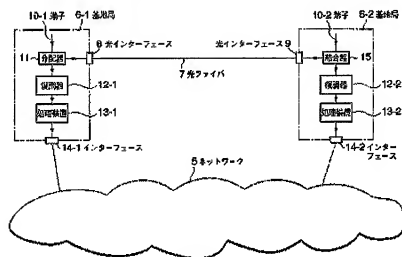 10-1 端子
6-1 基地局
8 光インターフェース
光インターフェース 9
10-2 端子
6-2 基地局
11
分配器
7 光ファイバ
結合器
15
復調器
12-1
復調器
12-2
処理装置
13-1
処理装置
13-2
14-1 インターフェース
14-2 インターフェース
5 ネットワーク